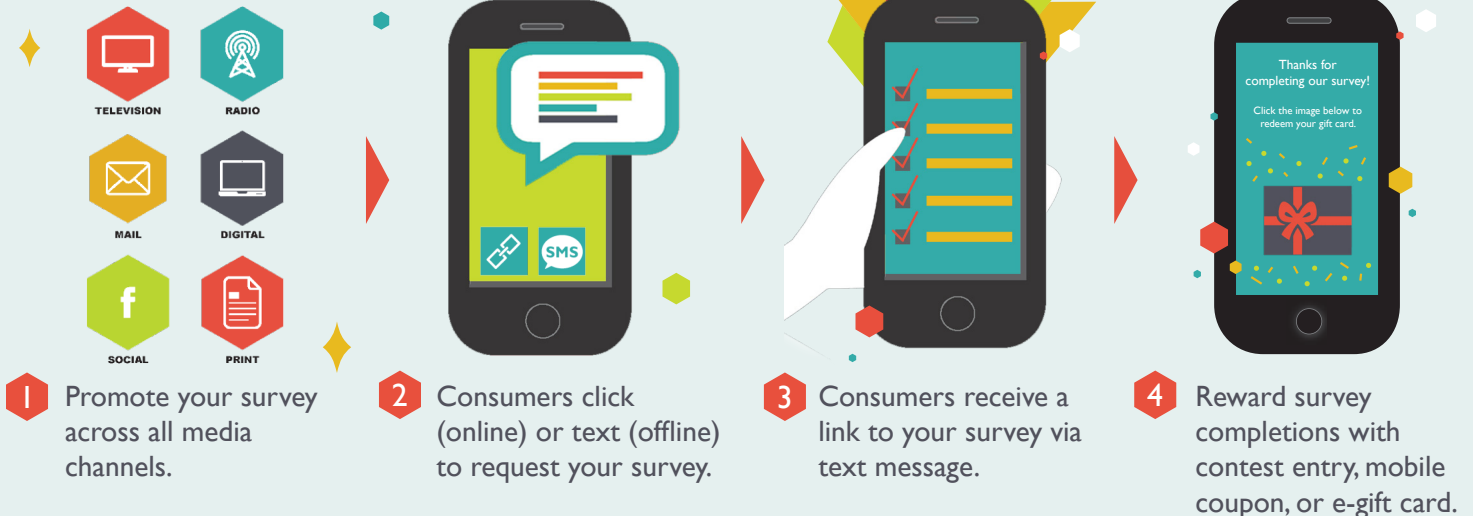 TELEVISION
RADIO
MAIL
DIGITAL
f
SOCIAL
PRINT
1 Promote your survey
across all media
channels.
SMS
2 Consumers click
(online) or text (offline)
to request your survey.
3 Consumers receive a
link to your survey via
text message.
Thanks for
completing our survey!
Click the image below to
redeem your gift card.
4 Reward survey
completions with
contest entry, mobile
coupon, or e-gift card.